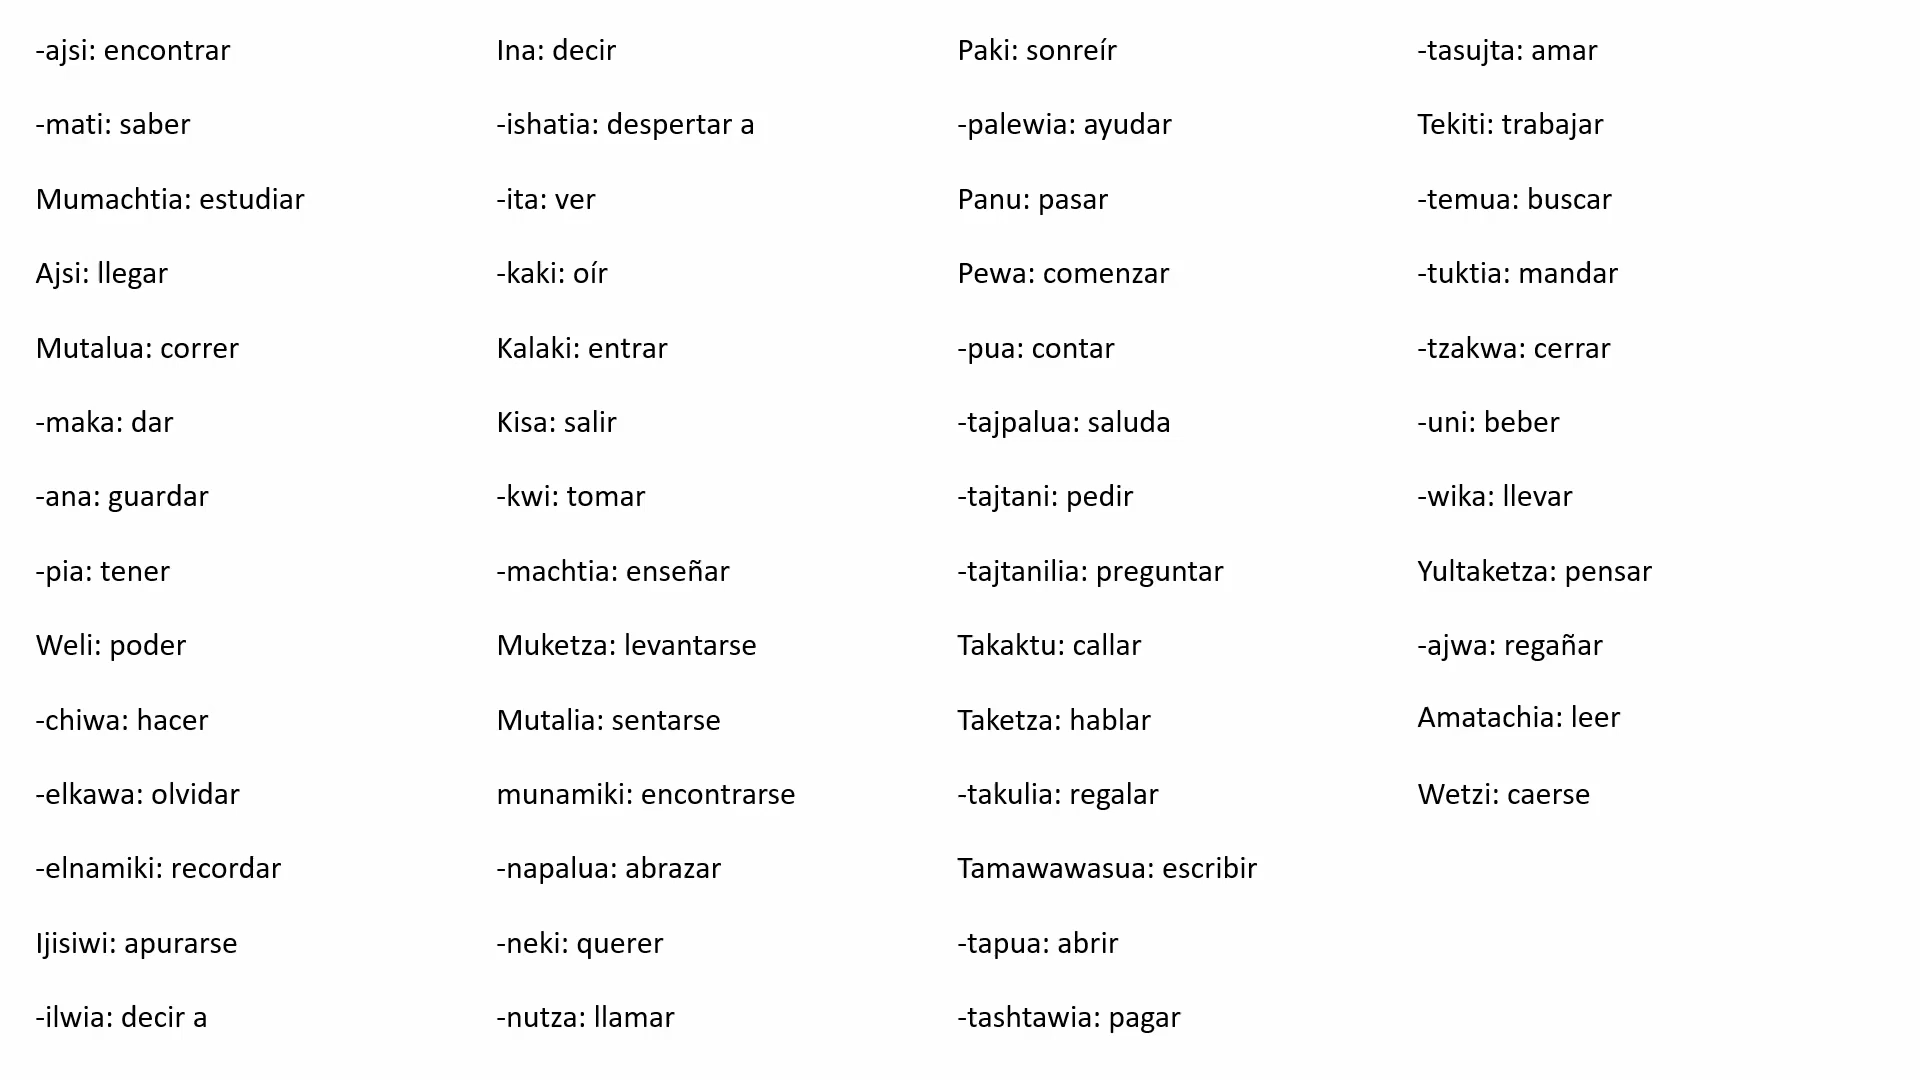 -ajsi: encontrar
-mati: saber
Mumachtia: estudiar
Ajsi: llegar
Mutalua: correr
-maka: dar
-ana: guardar
-pia: tener
Weli: poder
-chiwa: hacer
-elkawa: olvidar
-elnamiki: recordar
Ijisiwi: apurarse
-ilwia: decir a
Ina: decir
-ishatia: despertar a
-ita: ver
-kaki: oír
Kalaki: entrar
Kisa: salir
-kwi: tomar
-machtia: enseñar
Muketza: levantarse
Mutalia: sentarse
munamiki: encontrarse
-napalua: abrazar
-neki: querer
-nutza: llamar
Paki: sonreír
-palewia: ayudar
Panu: pasar
Pewa: comenzar
-pua: contar
-tajpalua: saluda
-tajtani: pedir
-tajtanilia: preguntar
Takaktu: callar
Taketza: hablar
-takulia: regalar
Tamawawasua: escribir
-tapua: abrir
-tashtawia: pagar
-tasujta: amar
Tekiti: trabajar
-temua: buscar
-tuktia: mandar
-tzakwa: cerrar
-uni: beber
-wika: llevar
Yultaketza: pensar
-ajwa: regañar
Amatachia: leer
Wetzi: caerse